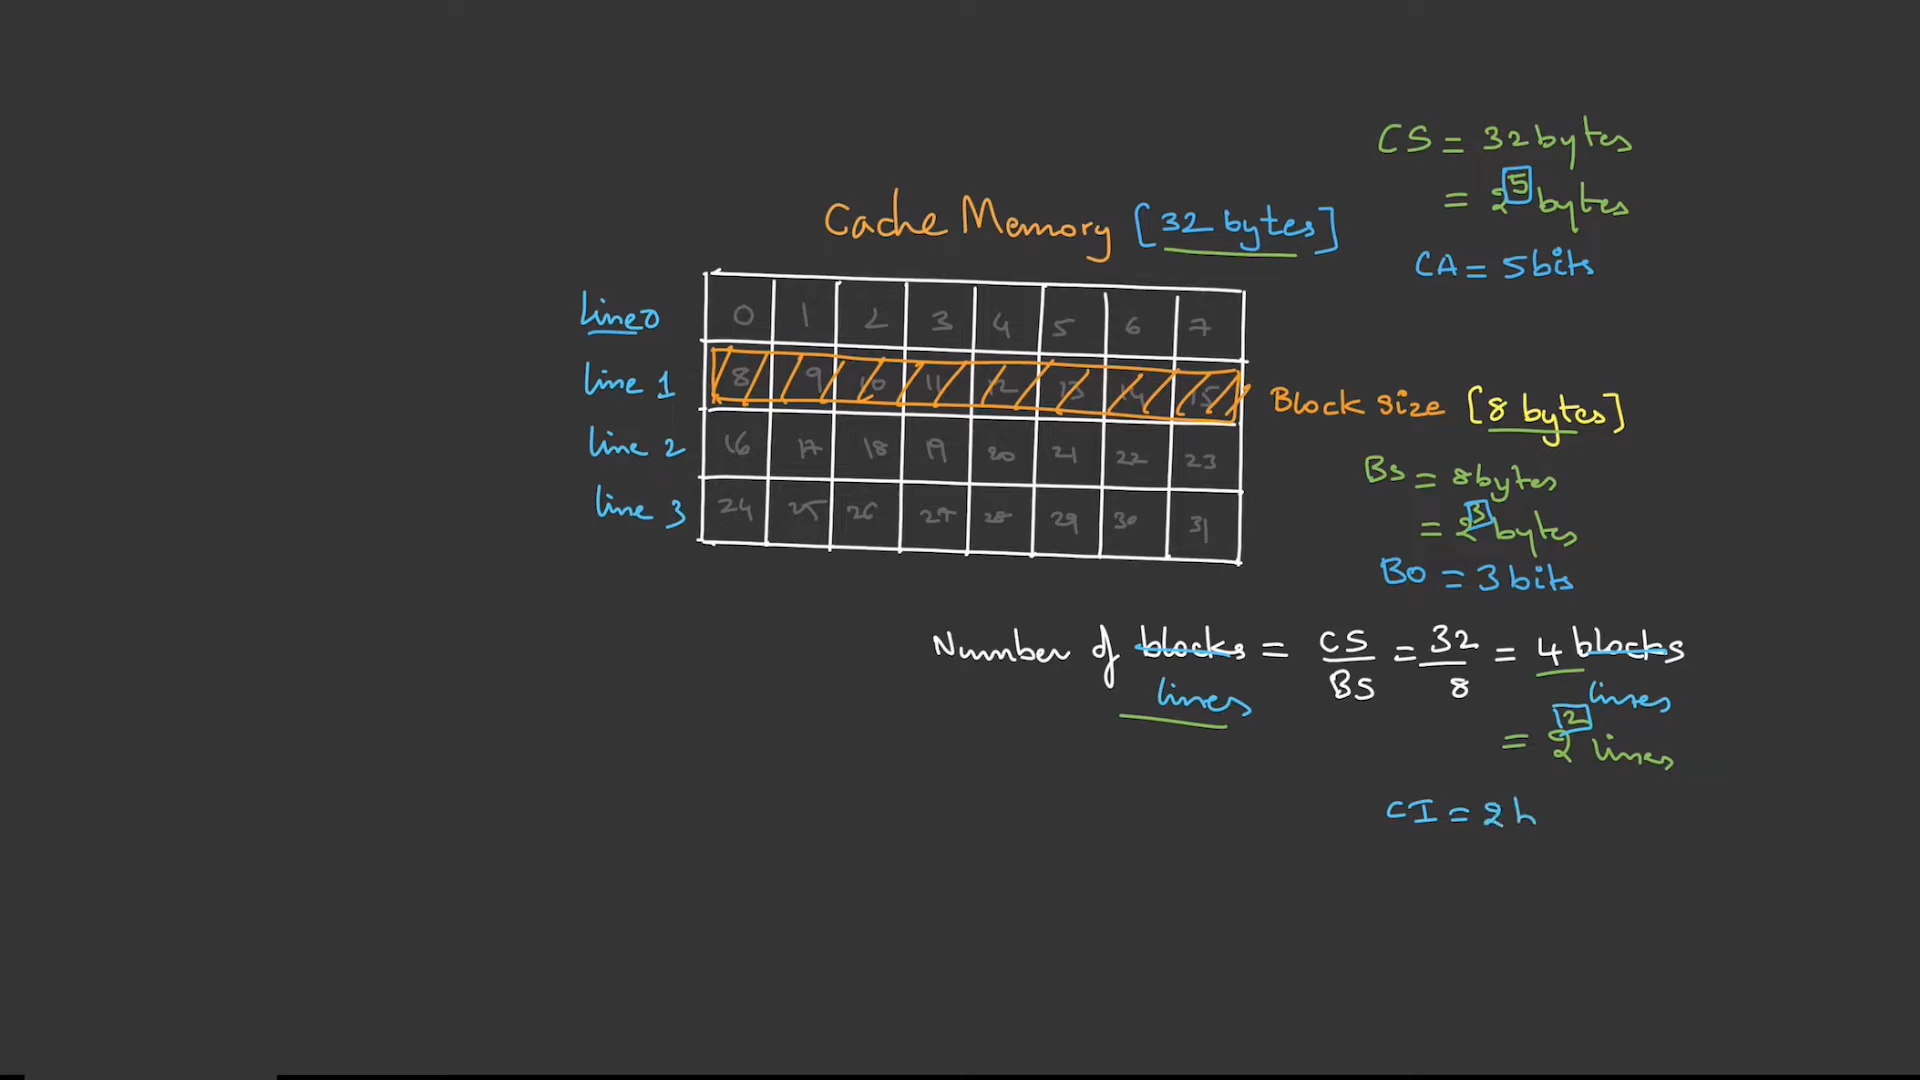 CS = 32 bytes
= 2^5 bytes
CA = 5 bits
Cache Memory [32 bytes]
line 0
0 1 2 3 4 5 6 7
line 1
8 9 10 11 12 13 14 15
Block size [8 bytes]
line 2
16 17 18 19 20 21 22 23
line 3
24 25 26 27 28 29 30 31
BS = 8 bytes
= 2^3 bytes
BO = 3 bits
Number of blocks = CS/BS = 32/8 = 4 blocks
lines lines
= 2^2 lines
CI = 2 h